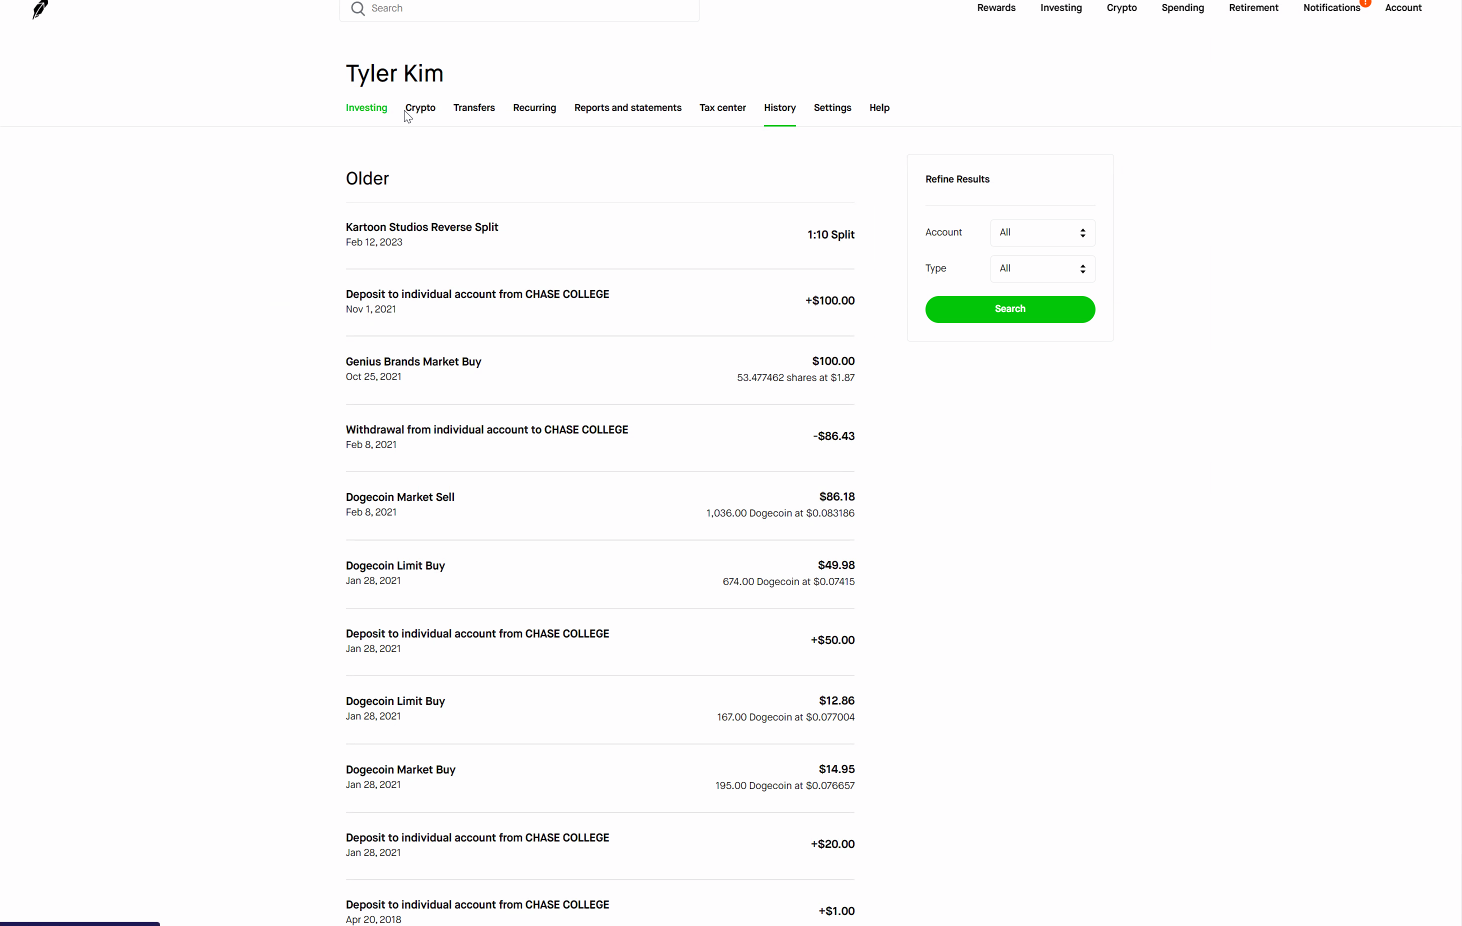 Search
Rewards Investing Crypto Spending Retirement Notifications ! Account
Tyler Kim
Investing Crypto Transfers Recurring Reports and statements Tax center History Settings Help
Older
Kartoon Studios Reverse Split
Feb 12, 2023
1:10 Split
Deposit to individual account from CHASE COLLEGE
Nov 1, 2021
+$100.00
Genius Brands Market Buy
Oct 25, 2021
$100.00
53.477462 shares at $1.87
Withdrawal from individual account to CHASE COLLEGE
Feb 8, 2021
-$86.43
Dogecoin Market Sell
Feb 8, 2021
$86.18
1,036.00 Dogecoin at $0.083186
Dogecoin Limit Buy
Jan 28, 2021
$49.98
674.00 Dogecoin at $0.07415
Deposit to individual account from CHASE COLLEGE
Jan 28, 2021
+$50.00
Dogecoin Limit Buy
Jan 28, 2021
$12.86
167.00 Dogecoin at $0.077004
Dogecoin Market Buy
Jan 28, 2021
$14.95
195.00 Dogecoin at $0.076657
Deposit to individual account from CHASE COLLEGE
Jan 28, 2021
+$20.00
Deposit to individual account from CHASE COLLEGE
Apr 20, 2018
+$1.00
Refine Results
Account All
Type All
Search